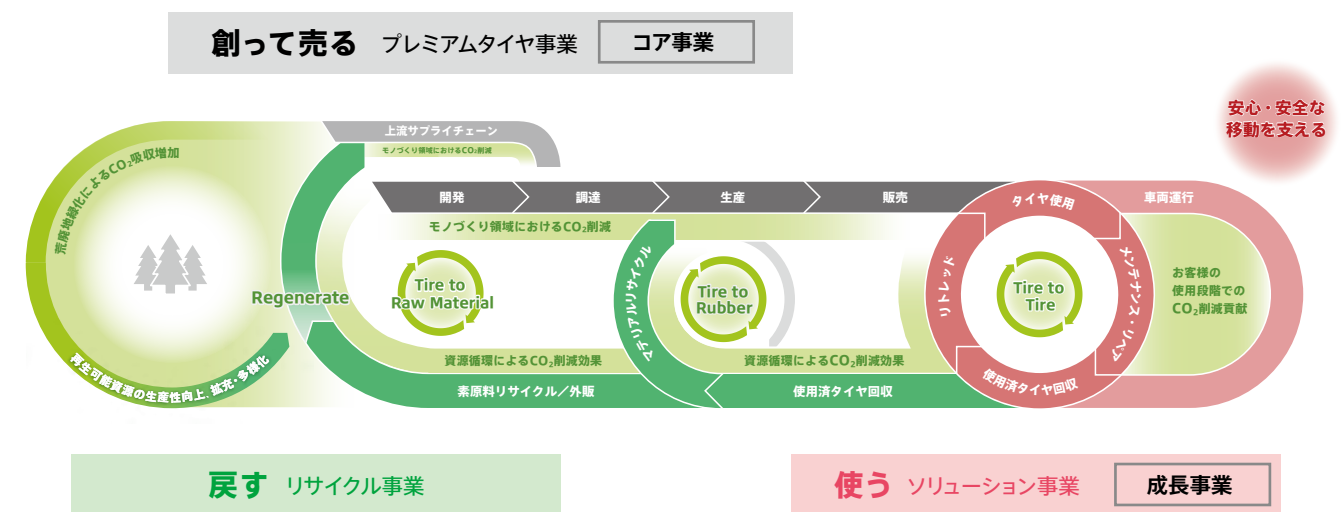 創って売る プレミアムタイヤ事業 コア事業
安心・安全な
移動を支える
上流サプライチェーン
モノづくり領域におけるCO₂削減
荒廃地緑化によるCO₂吸収増加
開発 調達 生産 販売
モノづくり領域におけるCO₂削減
タイヤ使用
車両運行
リトレッド
メンテナンス・リペア
マテリアルリサイクル
Tire to
Raw Material
Tire to
Rubber
Tire to
Tire
お客様の
使用段階での
CO₂削減貢献
Regenerate
再生可能資源の生産性向上、拡充・多様化
資源循環によるCO₂削減効果
資源循環によるCO₂削減効果
使用済タイヤ回収
素原料リサイクル/外販
使用済タイヤ回収
戻す リサイクル事業
使う ソリューション事業 成長事業